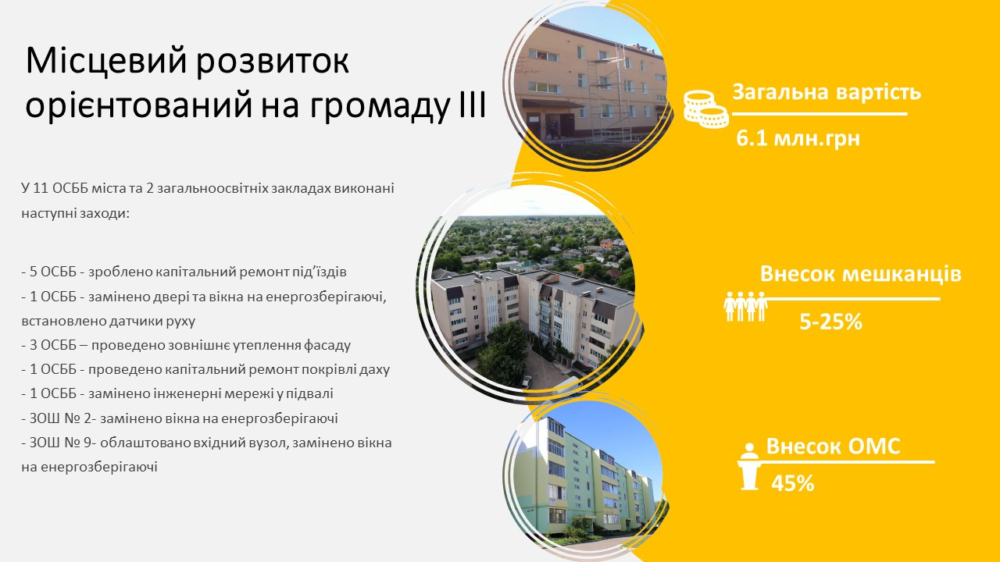 Місцевий розвиток
орієнтований на громаду III
У 11 ОСББ міста та 2 загальноосвітніх закладах виконані
наступні заходи:
- 5 ОСББ - зроблено капітальний ремонт під’їздів
- 1 ОСББ - замінено двері та вікна на енергозберігаючі,
встановлено датчики руху
- 3 ОСББ – проведено зовнішнє утеплення фасаду
- 1 ОСББ - проведено капітальний ремонт покрівлі даху
- 1 ОСББ - замінено інженерні мережі у підвалі
- ЗОШ № 2- замінено вікна на енергозберігаючі
- ЗОШ № 9- облаштовано вхідний вузол, замінено вікна
на енергозберігаючі
Загальна вартість
6.1 млн.грн
Внесок мешканців
5-25%
Внесок ОМС
45%